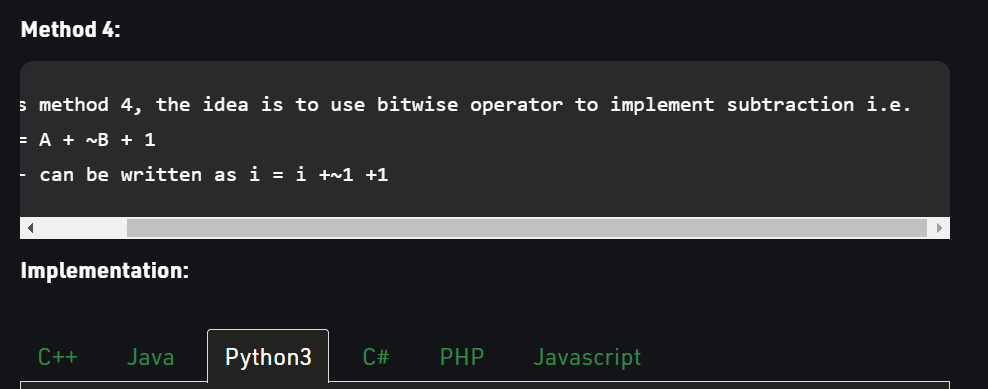 Method 4:
s method 4, the idea is to use bitwise operator to implement subtraction i.e.
= A + ~B + 1
- can be written as i = i +~1 +1
Implementation:
C++ Java Python3 C# PHP Javascript